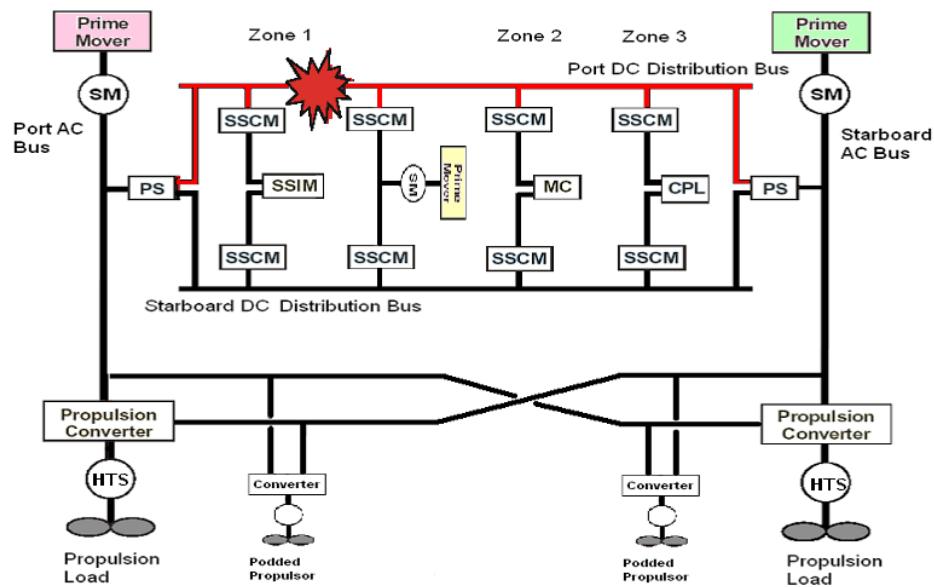 Prime
Mover
Zone 1
Zone 2
Zone 3
Prime
Mover
Port DC Distribution Bus
SM
SM
Port AC
Bus
SSCM
SSCM
SSCM
SSCM
Starboard
AC Bus
PS
SSIM
SM
Prime
Mover
MC
CPL
PS
SSCM
SSCM
SSCM
SSCM
Starboard DC Distribution Bus
Propulsion
Converter
Propulsion
Converter
HTS
Converter
Converter
HTS
Propulsion
Load
Podded
Propulsor
Podded
Propulsor
Propulsion
Load